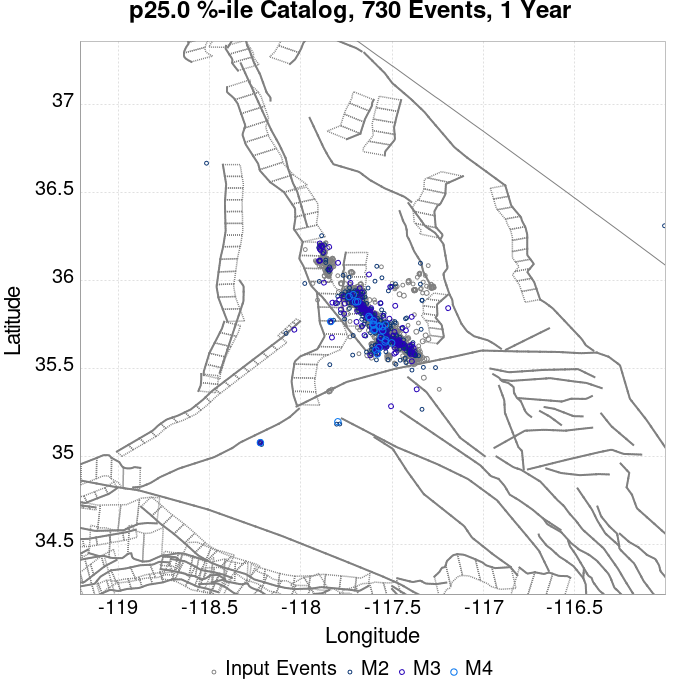 p25.0 %-ile Catalog, 730 Events, 1 Year
37
36.5
36
35.5
35
34.5
Latitude
-119 -118.5 -118 -117.5 -117 -116.5
Longitude
Input Events M2 M3 M4